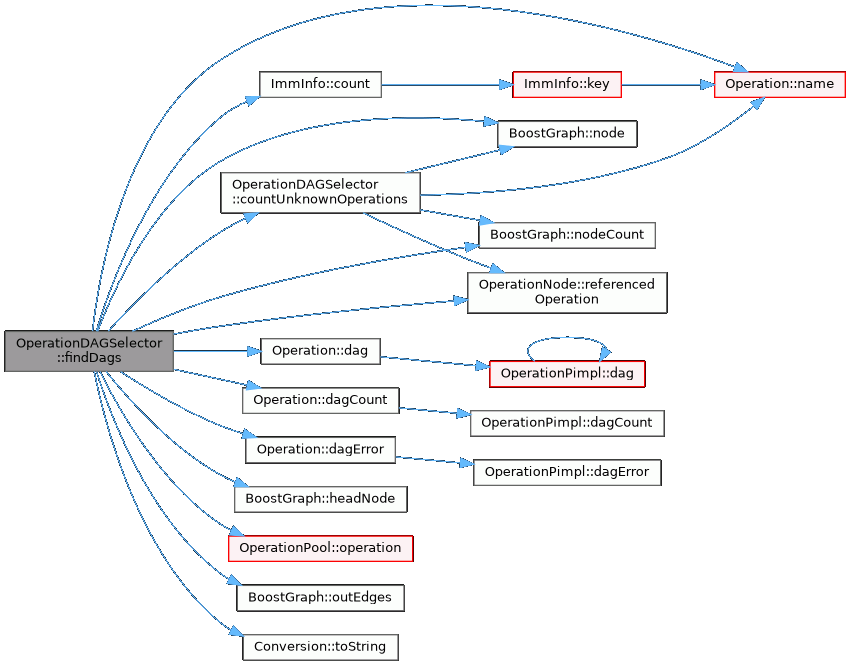 ImmInfo::count
ImmInfo::key
Operation::name
BoostGraph::node
OperationDAGSelector
::countUnknownOperations
BoostGraph::nodeCount
OperationNode::referenced
Operation
OperationDAGSelector
::findDags
Operation::dag
OperationPimpl::dag
Operation::dagCount
OperationPimpl::dagCount
Operation::dagError
OperationPimpl::dagError
BoostGraph::headNode
OperationPool::operation
BoostGraph::outEdges
Conversion::toString